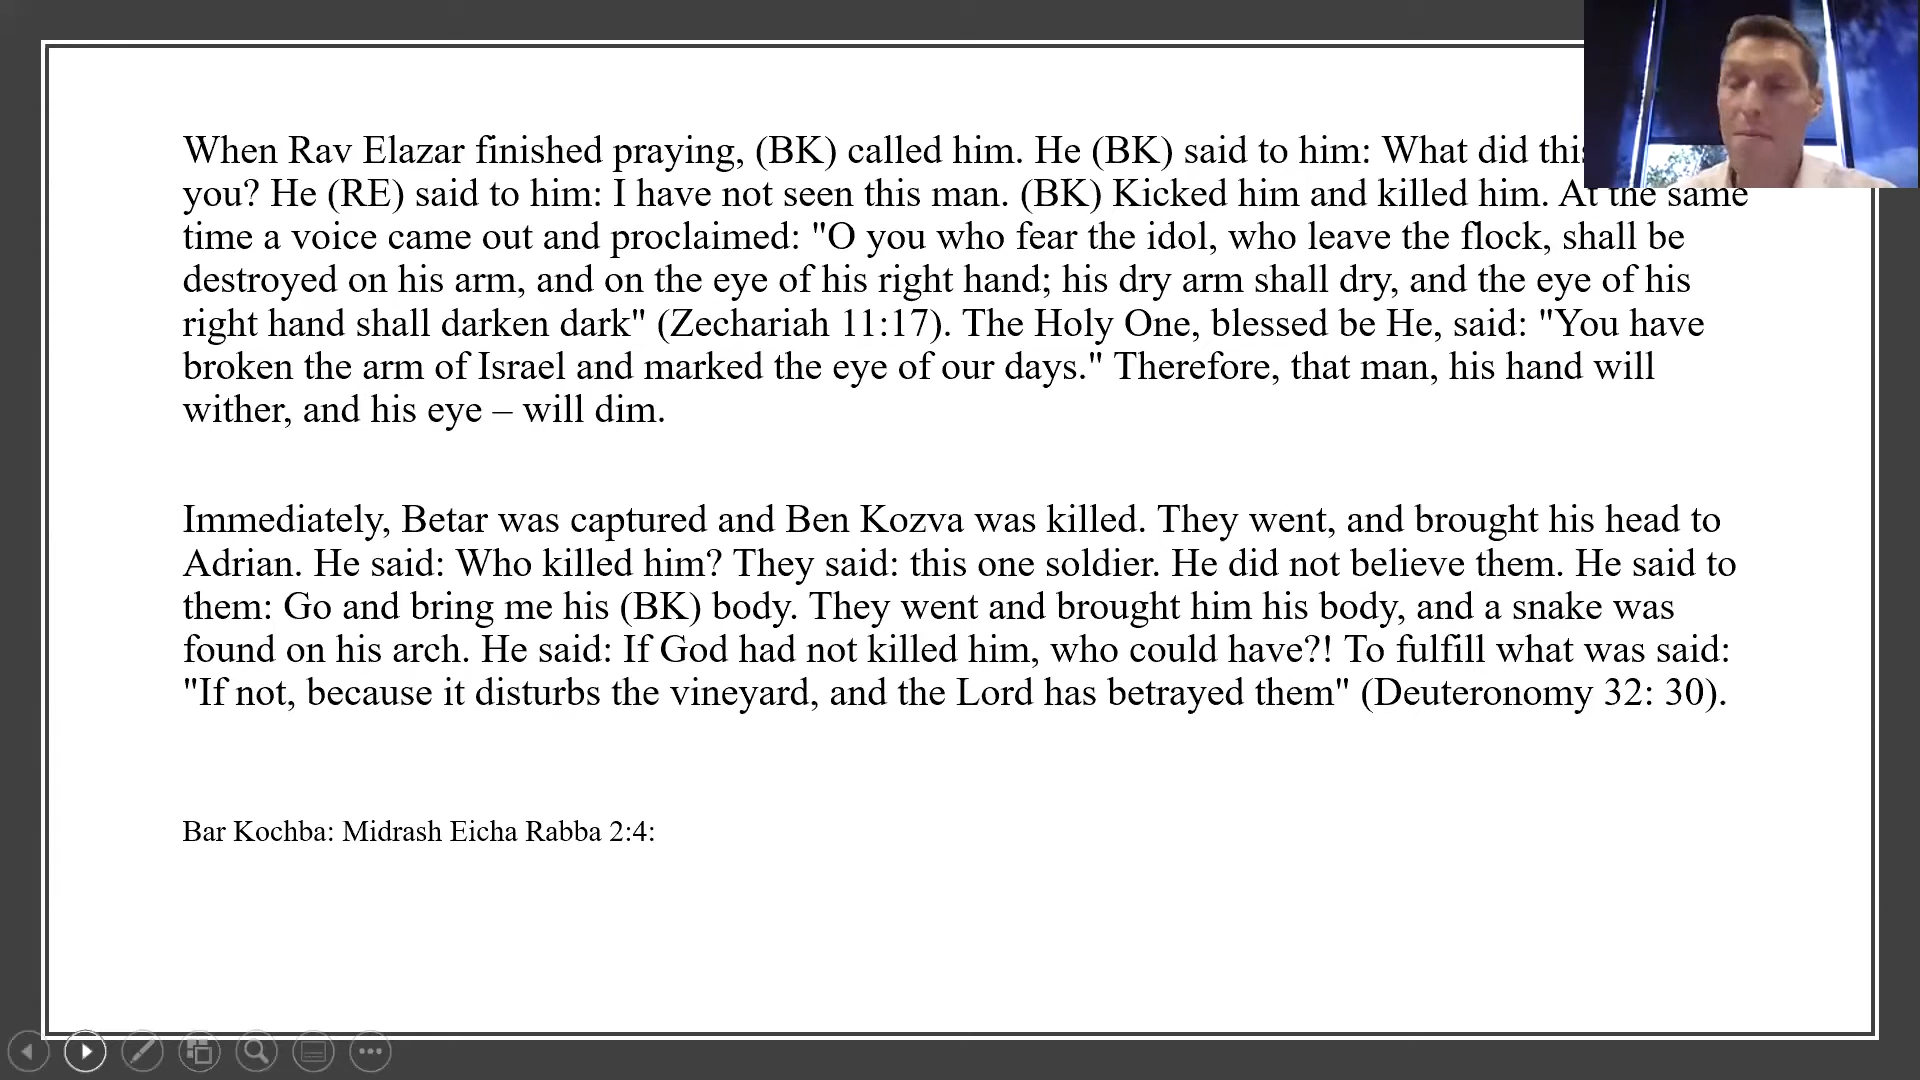 When Rav Elazar finished praying, (BK) called him. He (BK) said to him: What did this
you? He (RE) said to him: I have not seen this man. (BK) Kicked him and killed him. At the same
time a voice came out and proclaimed: "O you who fear the idol, who leave the flock, shall be
destroyed on his arm, and on the eye of his right hand; his dry arm shall dry, and the eye of his
right hand shall darken dark" (Zechariah 11:17). The Holy One, blessed be He, said: "You have
broken the arm of Israel and marked the eye of our days." Therefore, that man, his hand will
wither, and his eye – will dim.
Immediately, Betar was captured and Ben Kozva was killed. They went, and brought his head to
Adrian. He said: Who killed him? They said: this one soldier. He did not believe them. He said to
them: Go and bring me his (BK) body. They went and brought him his body, and a snake was
found on his arch. He said: If God had not killed him, who could have?! To fulfill what was said:
"If not, because it disturbs the vineyard, and the Lord has betrayed them" (Deuteronomy 32: 30).
Bar Kochba: Midrash Eicha Rabba 2:4: